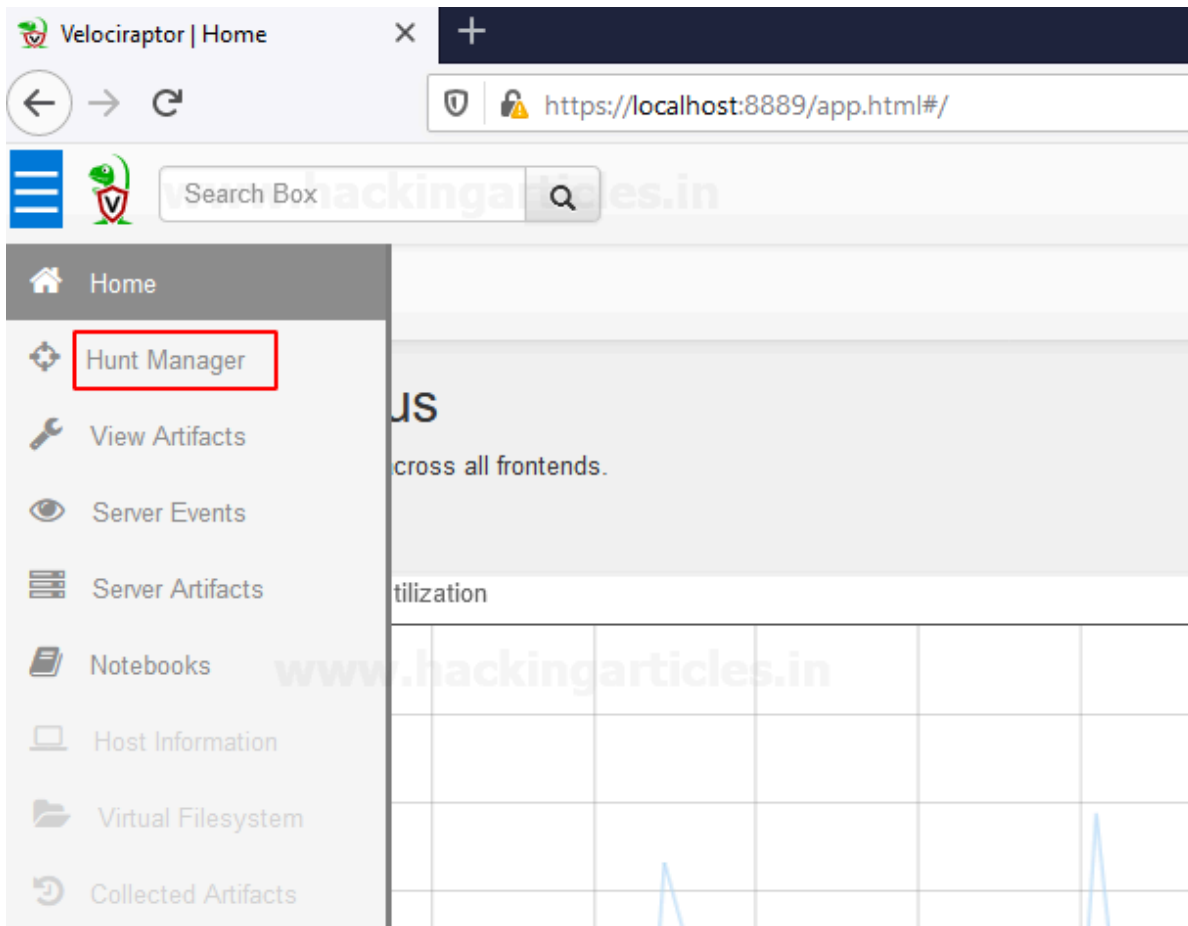 Velociraptor | Home
https://localhost:8889/app.html#/
Search Box
www.hackingarticles.in
Home
Hunt Manager
us
View Artifacts
cross all frontends.
Server Events
Server Artifacts
tilization
Notebooks
www.hackingarticles.in
Host Information
Virtual Filesystem
Collected Artifacts